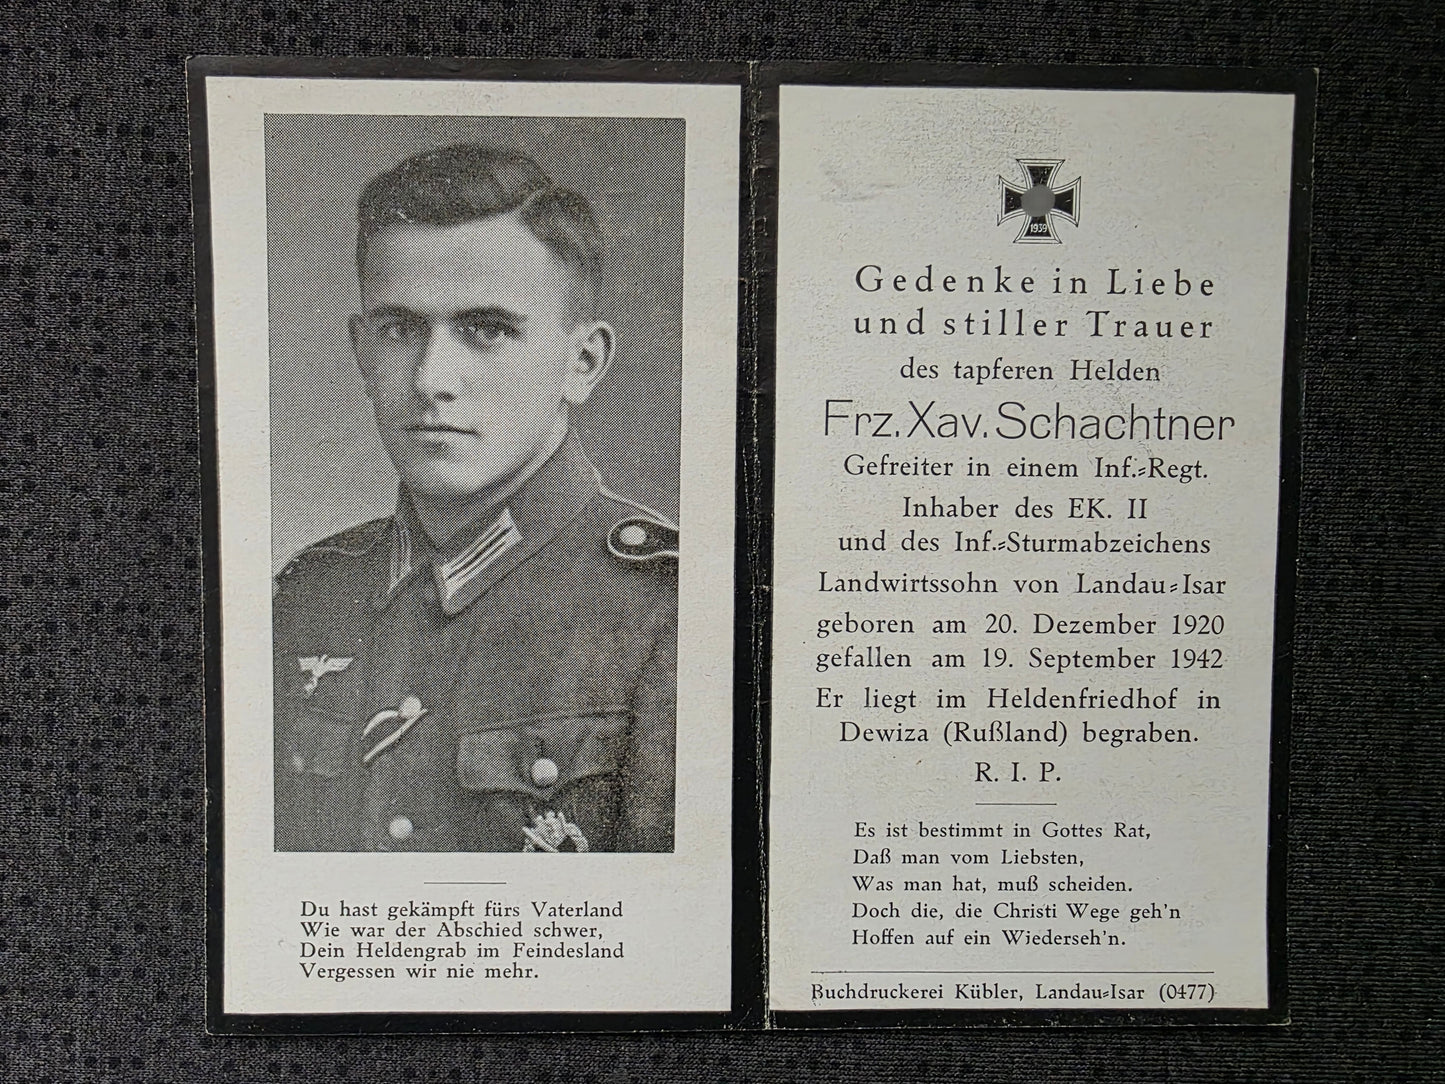 Du hast gekämpft fürs Vaterland
Wie war der Abschied schwer,
Dein Heldengrab im Feindesland
Vergessen wir nie mehr.
1939
Gedenke in Liebe
und stiller Trauer
des tapferen Helden
Frz. Xav. Schachtner
Gefreiter in einem Inf.-Regt.
Inhaber des EK. II
und des Inf.-Sturmabzeichens
Landwirtssohn von Landau-Isar
geboren am 20. Dezember 1920
gefallen am 19. September 1942
Er liegt im Heldenfriedhof in
Dewiza (Rußland) begraben.
R. I. P.
Es ist bestimmt in Gottes Rat,
Daß man vom Liebsten,
Was man hat, muß scheiden.
Doch die, die Christi Wege geh'n
Hoffen auf ein Wiederseh'n.
Buchdruckerei Kübler, Landau-Isar (0477)